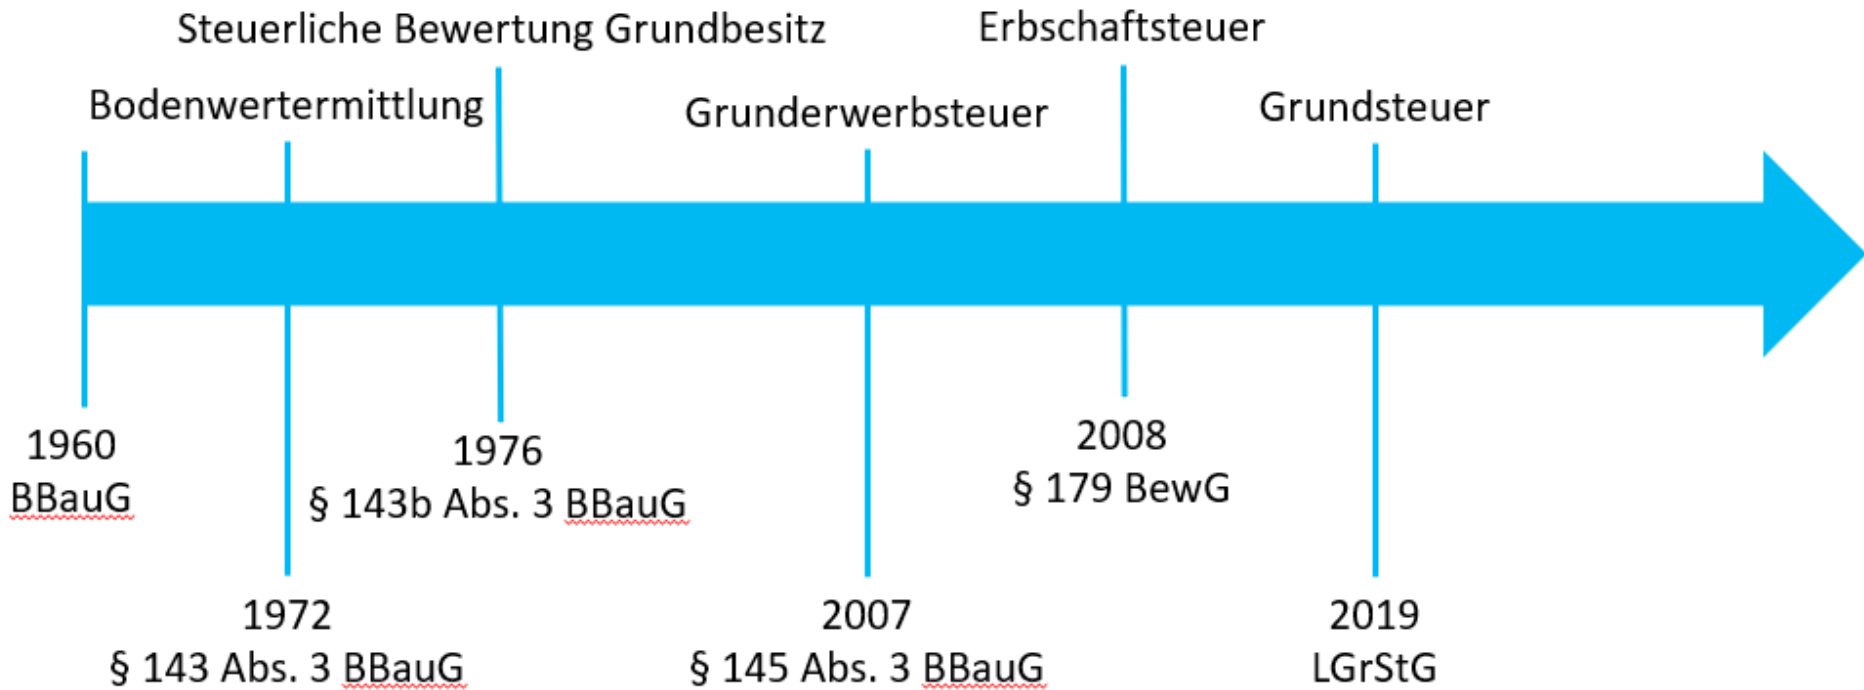 Steuerliche Bewertung Grundbesitz
Erbschaftsteuer
Bodenwertermittlung
Grunderwerbsteuer
Grundsteuer
1960
BBauG
1976
§ 143b Abs. 3 BBauG
2008
§ 179 BewG
1972
§ 143 Abs. 3 BBauG
2007
§ 145 Abs. 3 BBauG
2019
LGrStG